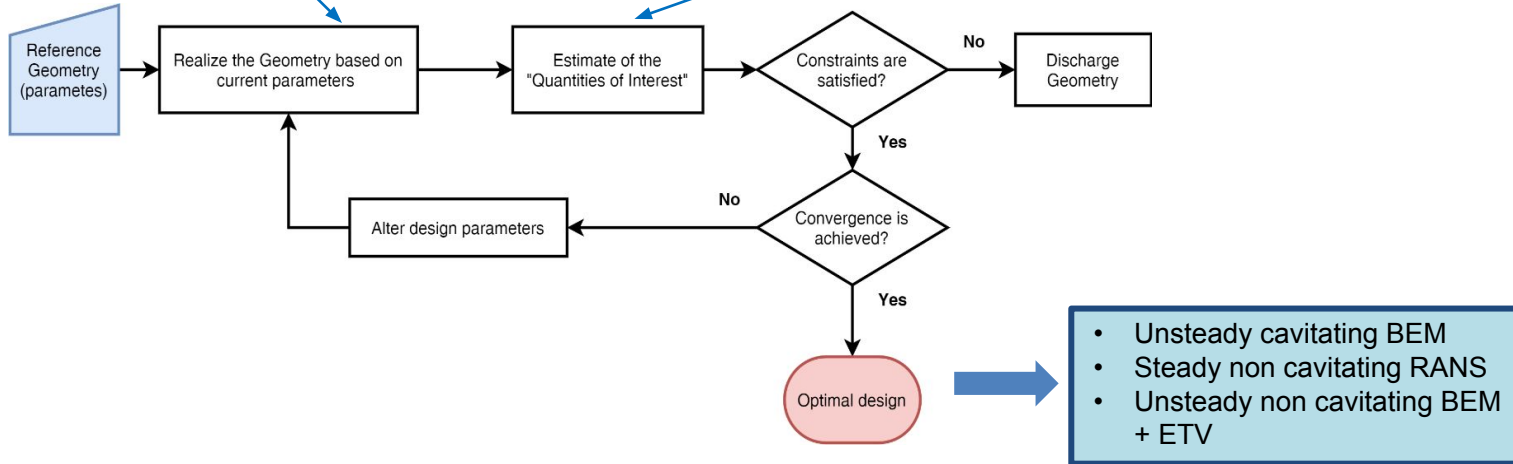 Reference
Geometry
(parametes)
Realize the Geometry based on
current parameters
Estimate of the
"Quantities of Interest"
Constraints are
satisfied?
No
Discharge
Geometry
Yes
Convergence is
achieved?
No
Alter design parameters
Yes
Optimal design
• Unsteady cavitating BEM
• Steady non cavitating RANS
• Unsteady non cavitating BEM
+ ETV